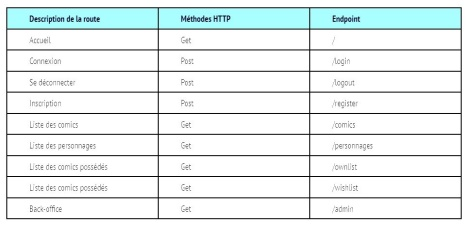 Description de la route Méthodes HTTP Endpoint
Accueil Get /
Connexion Post /login
Se déconnecter Post /logout
Inscription Post /register
Liste des comics Get /comics
Liste des personnages Get /personnages
Liste des comics possédés Get /ownlist
Liste des comics possédés Get /wishlist
Back-office Get /admin